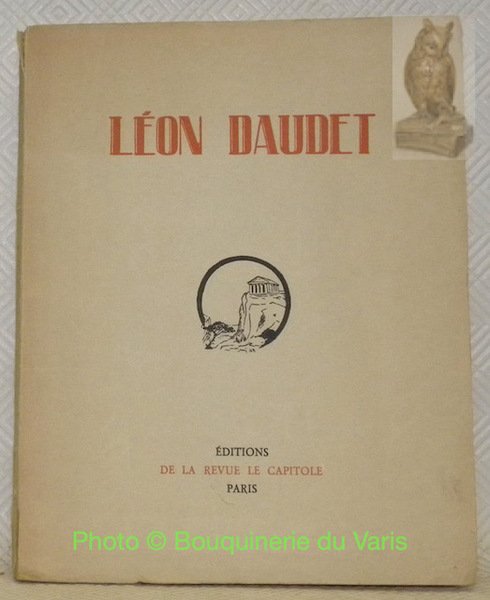 LÉON DAUDET
ÉDITIONS
DE LA REVUE LE CAPITOLE
PARIS
Photo © Bouquinerie du Varis